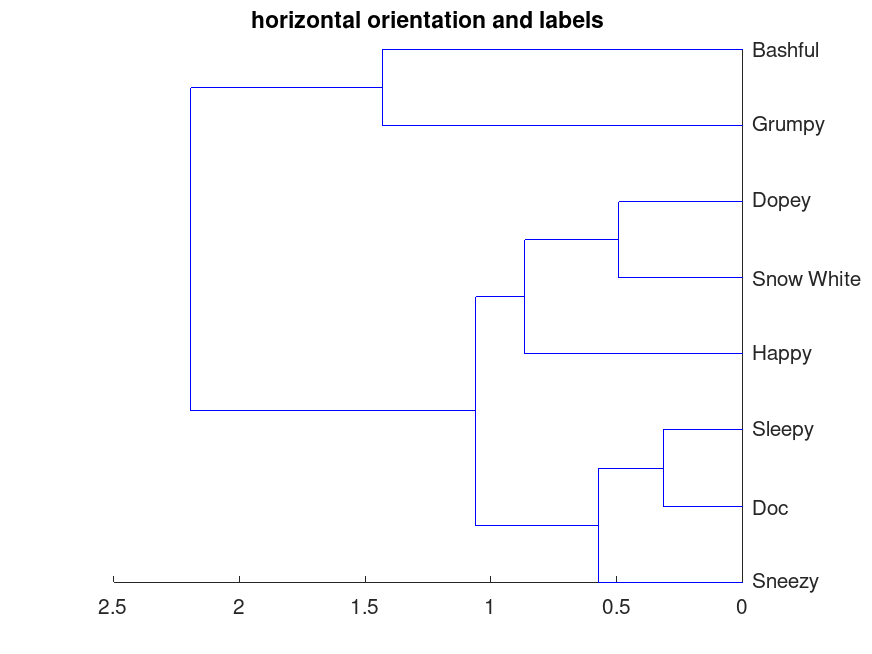 horizontal orientation and labels
Bashful
Grumpy
Dopey
Snow White
Happy
Sleepy
Doc
Sneezy
2.5 2 1.5 1 0.5 0